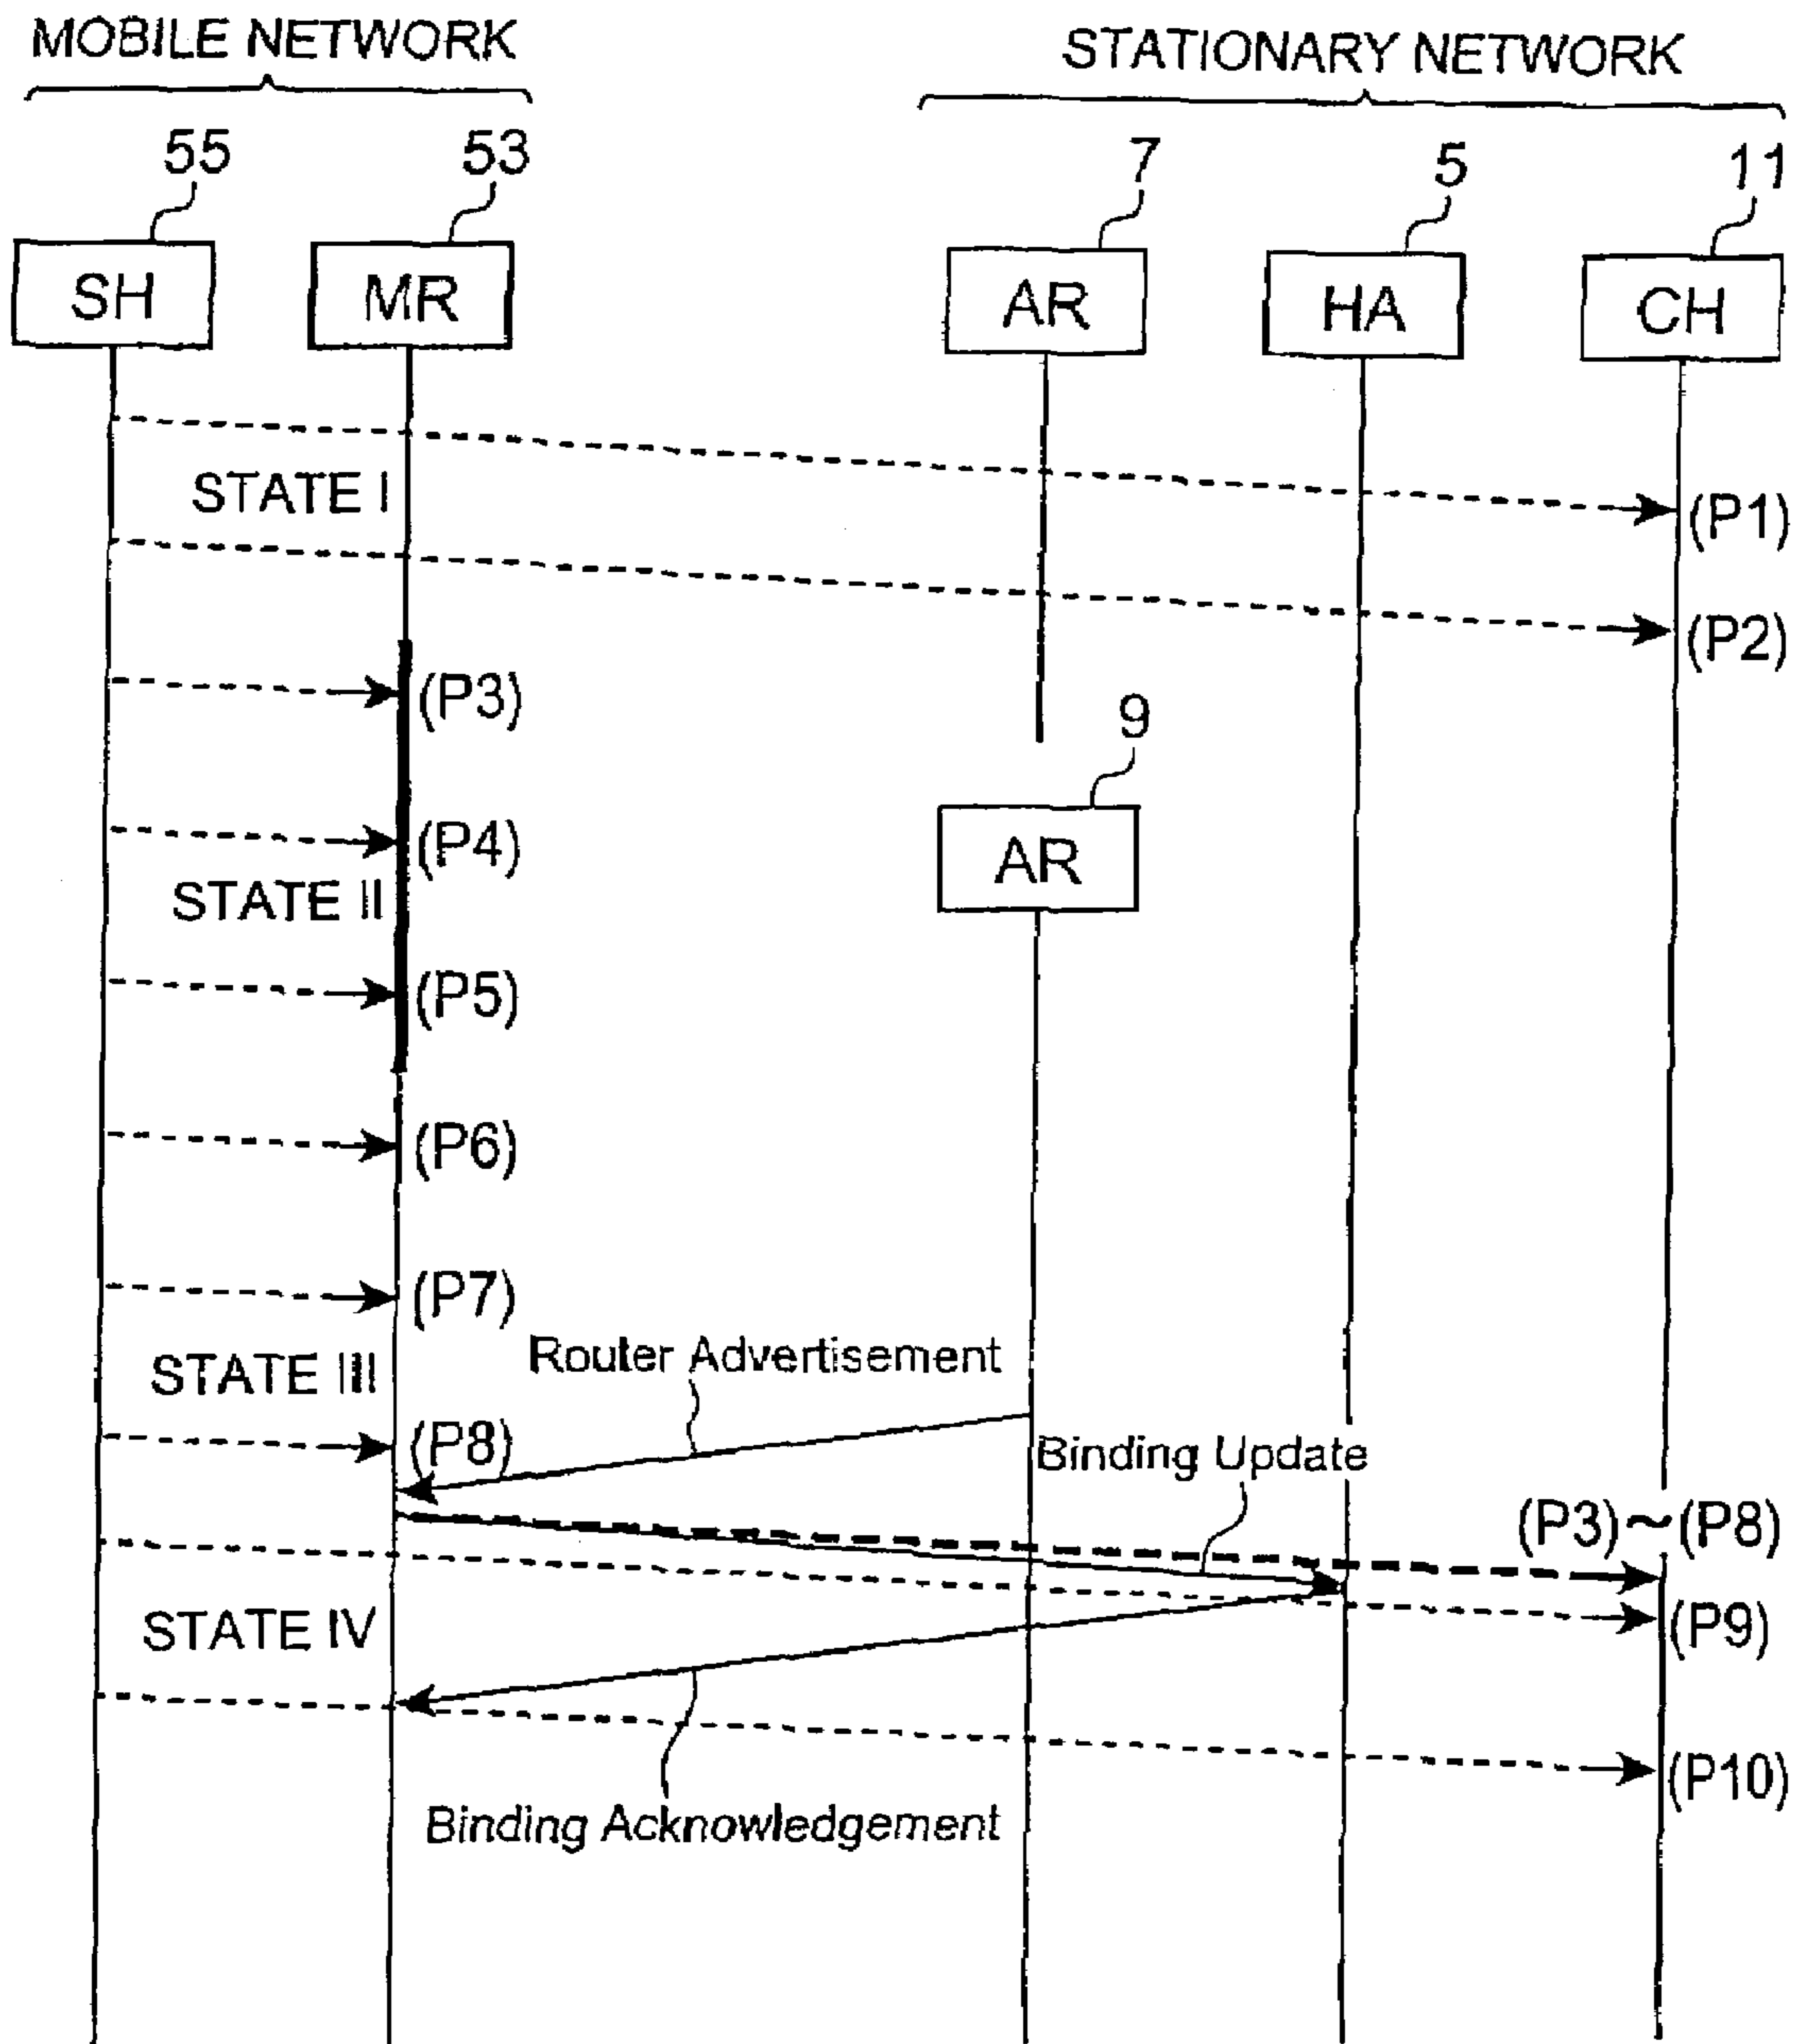 MOBILE NETWORK
STATIONARY NETWORK
55
53
7
5
11
SH
MR
AR
HA
CH
STATE I
(P1)
(P2)
(P3)
9
(P4)
AR
STATE II
(P5)
(P6)
(P7)
Router Advertisement
STATE III
(P8)
Binding Update
(P3)~(P8)
(P9)
STATE IV
(P10)
Binding Acknowledgement